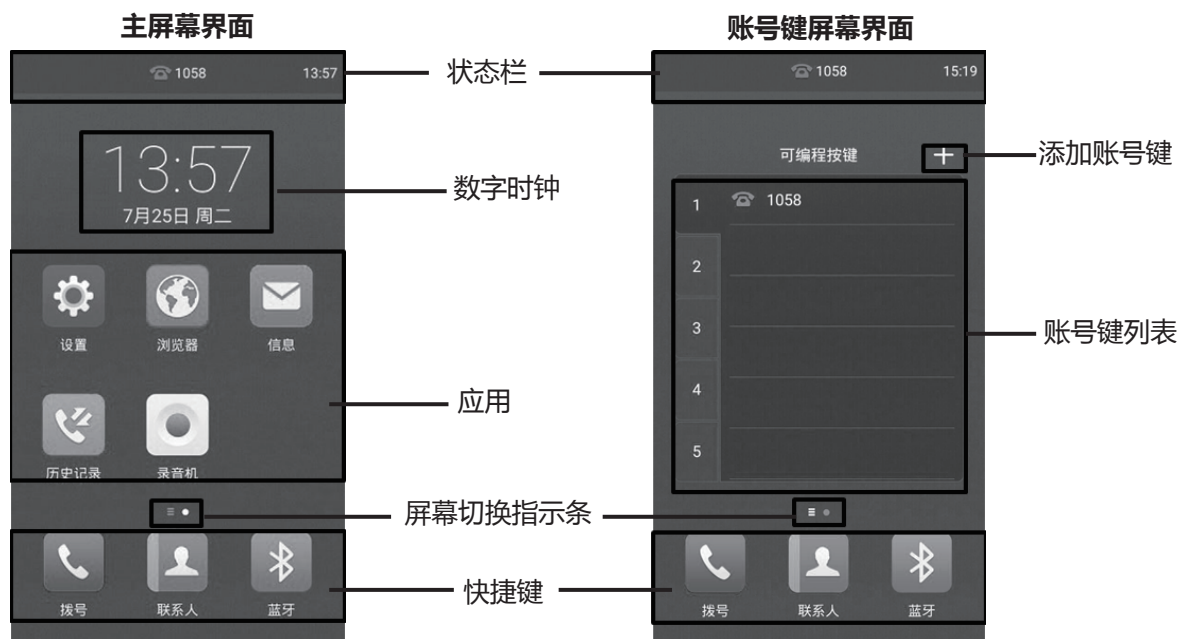 主屏幕界面
账号键屏幕界面
1058
13:57
状态栏
1058
15:19
13:57
7月25日 周二
数字时钟
可编程按键
添加账号键
1
1058
2
3
4
5
账号键列表
设置
浏览器
信息
历史记录
录音机
应用
屏幕切换指示条
拨号
联系人
蓝牙
快捷键
拨号
联系人
蓝牙